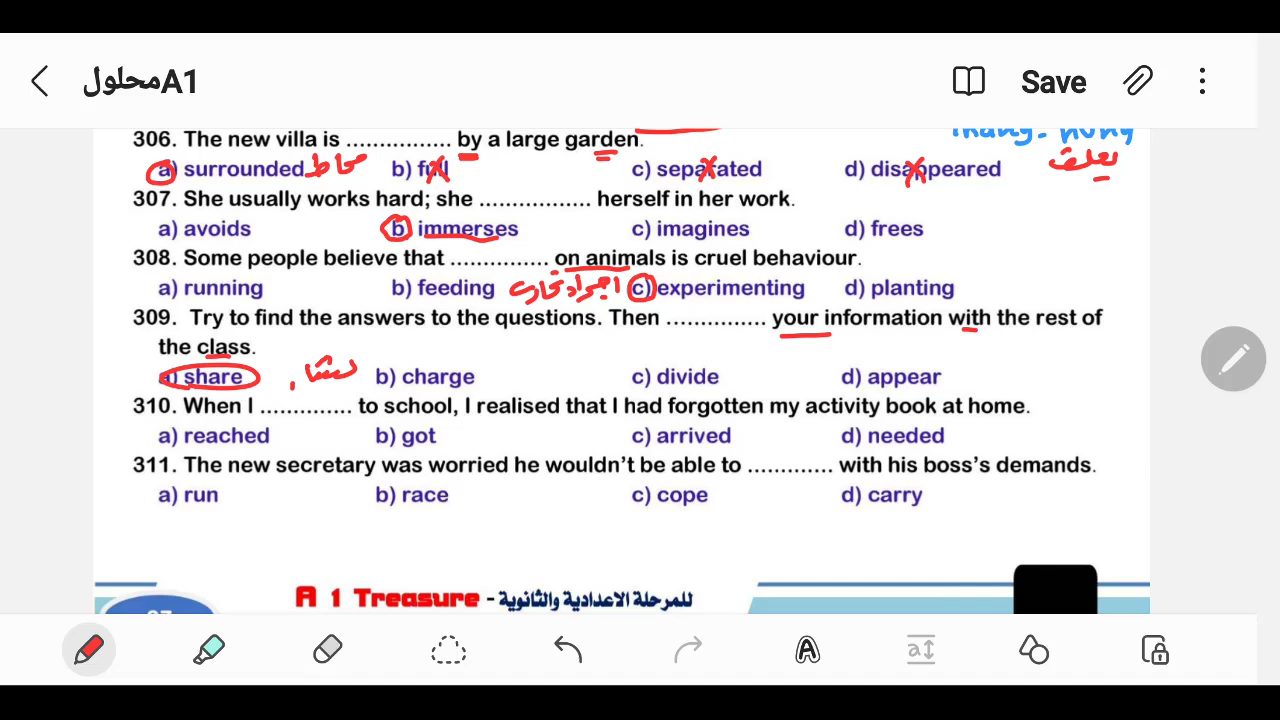 محلول A1
Save
306. The new villa is ................ by a large garden.
thang. hung
a) surrounded محاط b) full c) separated d) disappeared يعلق
307. She usually works hard; she ................. herself in her work.
a) avoids b) immerses c) imagines d) frees
308. Some people believe that ............... on animals is cruel behaviour.
a) running b) feeding c) experimenting d) planting
309. Try to find the answers to the questions. Then ............... your information with the rest of
the class.
a) share b) charge c) divide d) appear
310. When I .............. to school, I realised that I had forgotten my activity book at home.
a) reached b) got c) arrived d) needed
311. The new secretary was worried he wouldn't be able to ............. with his boss's demands.
a) run b) race c) cope d) carry
A 1 Treasure - للمرحلة الاعدادية والثانوية
A a